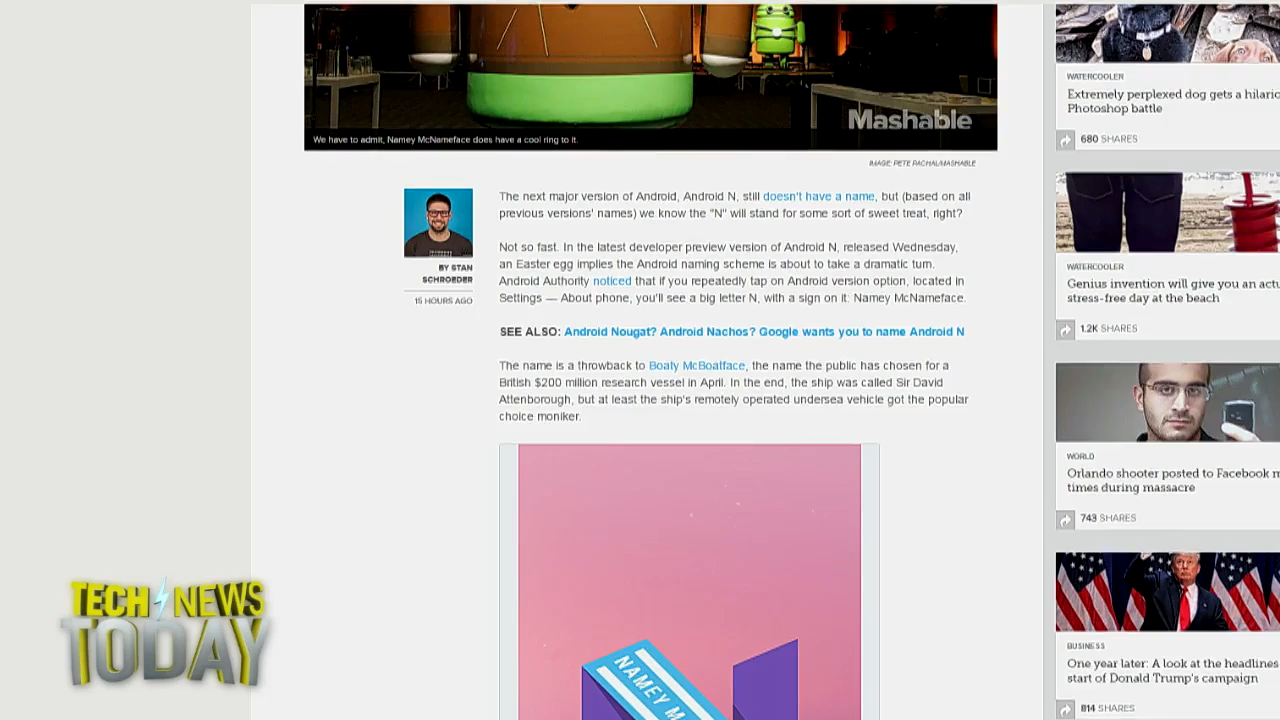 Mashable
We have to admit, Namey McNameface does have a cool ring to it.
IMAGE: PETE PACHAL/MASHABLE
BY STAN
SCHROEDER
15 HOURS AGO
The next major version of Android, Android N, still doesn't have a name, but (based on all
previous versions' names) we know the "N" will stand for some sort of sweet treat, right?
Not so fast. In the latest developer preview version of Android N, released Wednesday,
an Easter egg implies the Android naming scheme is about to take a dramatic turn.
Android Authority noticed that if you repeatedly tap on Android version option, located in
Settings — About phone, you'll see a big letter N, with a sign on it: Namey McNameface.
SEE ALSO: Android Nougat? Android Nachos? Google wants you to name Android N
The name is a throwback to Boaty McBoatface, the name the public has chosen for a
British $200 million research vessel in April. In the end, the ship was called Sir David
Attenborough, but at least the ship's remotely operated undersea vehicle got the popular
choice moniker.
NAMEY M
WATERCOOLER
Extremely perplexed dog gets a hilario
Photoshop battle
680 SHARES
WATERCOOLER
Genius invention will give you an actu
stress-free day at the beach
1.2K SHARES
WORLD
Orlando shooter posted to Facebook m
times during massacre
743 SHARES
BUSINESS
One year later: A look at the headlines
start of Donald Trump's campaign
814 SHARES
TECH NEWS
TODAY